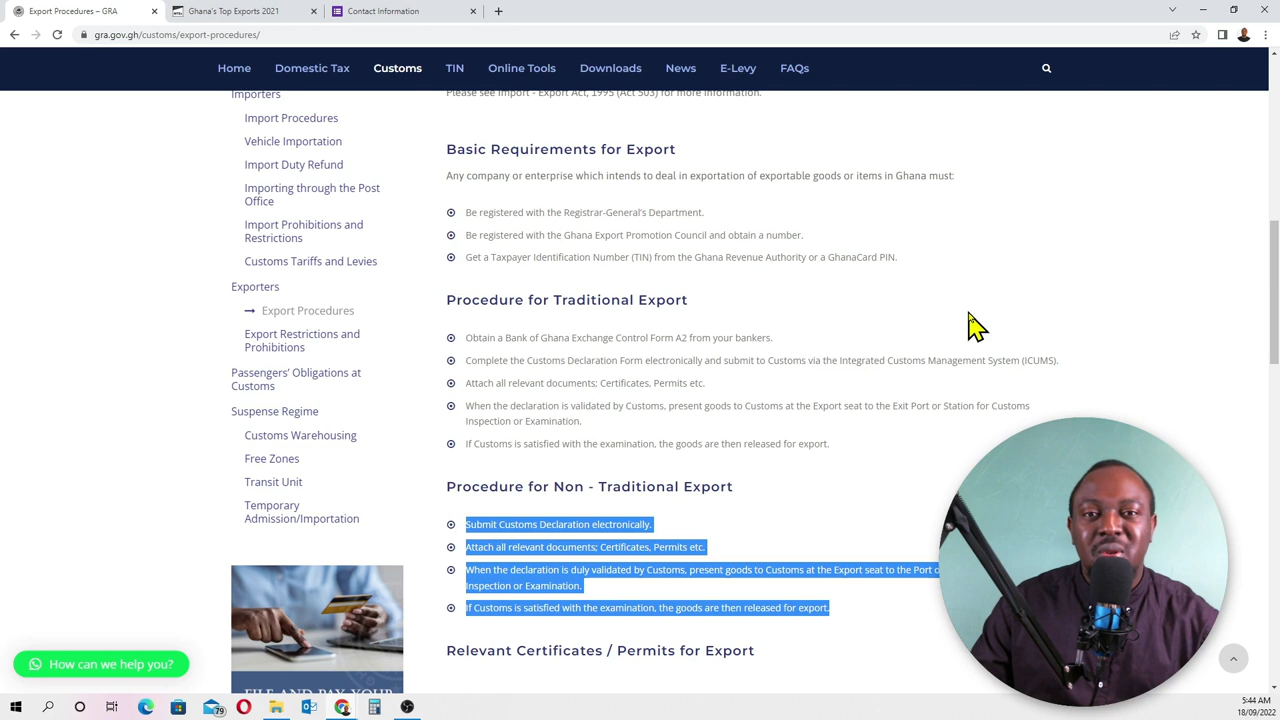 Export Procedures – GRA
Ghana's Top Exports 2021
Contact Information
gra.gov.gh/customs/export-procedures/
Home
Domestic Tax
Customs
TIN
Online Tools
Downloads
News
E-Levy
FAQs
Importers
Import Procedures
Vehicle Importation
Import Duty Refund
Importing through the Post
Office
Import Prohibitions and
Restrictions
Customs Tariffs and Levies
Exporters
Export Procedures
Export Restrictions and
Prohibitions
Passengers' Obligations at
Customs
Suspense Regime
Customs Warehousing
Free Zones
Transit Unit
Temporary
Admission/Importation
FILE AND PAY YOUR
How can we help you?
Please see Import - Export Act, 1995 (Act 503) for more information.
Basic Requirements for Export
Any company or enterprise which intends to deal in exportation of exportable goods or items in Ghana must:
Be registered with the Registrar-General's Department.
Be registered with the Ghana Export Promotion Council and obtain a number.
Get a Taxpayer Identification Number (TIN) from the Ghana Revenue Authority or a GhanaCard PIN.
Procedure for Traditional Export
Obtain a Bank of Ghana Exchange Control Form A2 from your bankers.
Complete the Customs Declaration Form electronically and submit to Customs via the Integrated Customs Management System (ICUMS).
Attach all relevant documents; Certificates, Permits etc.
When the declaration is validated by Customs, present goods to Customs at the Export seat to the Exit Port or Station for Customs
Inspection or Examination.
If Customs is satisfied with the examination, the goods are then released for export.
Procedure for Non - Traditional Export
Submit Customs Declaration electronically.
Attach all relevant documents; Certificates, Permits etc.
When the declaration is duly validated by Customs, present goods to Customs at the Export seat to the Port
Inspection or Examination.
If Customs is satisfied with the examination, the goods are then released for export.
Relevant Certificates / Permits for Export
79
5:44 AM
18/09/2022